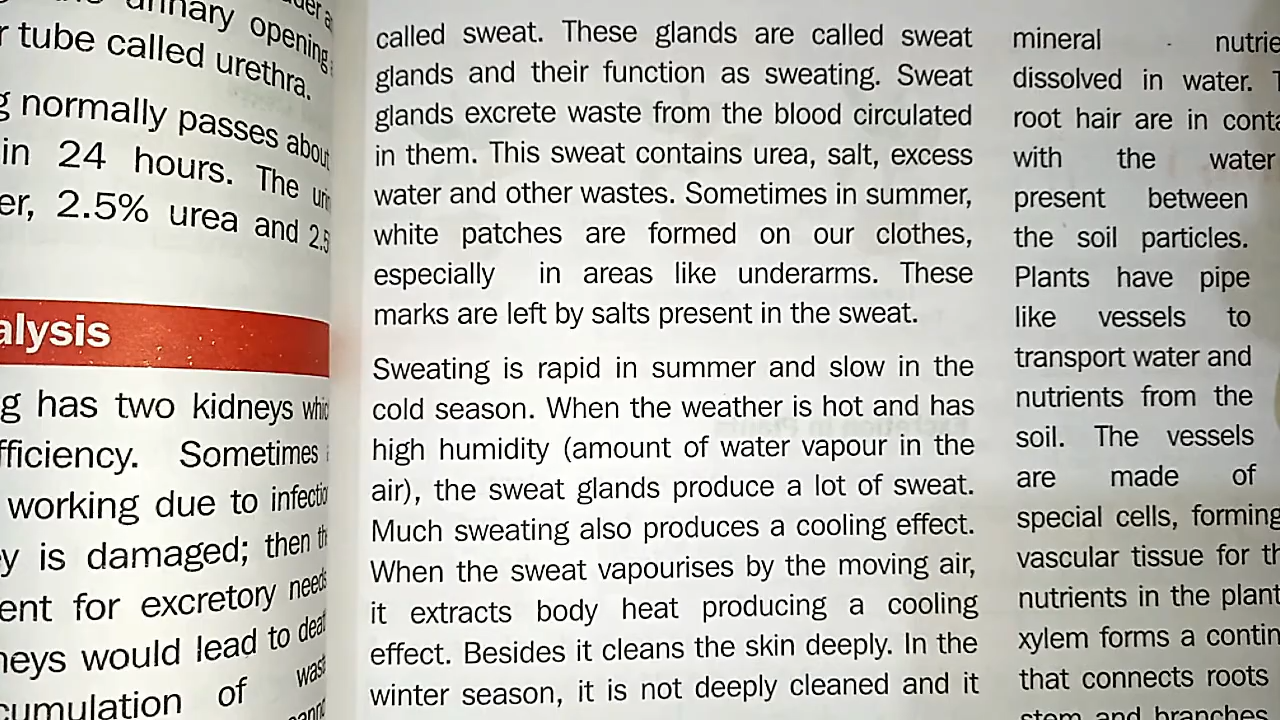 urinary opening
r tube called urethra.
normally passes about
in 24 hours. The
er, 2.5% urea and 2.5
alysis
g has two kidneys
fficiency. Sometimes
working due to
y is damaged; then
ent for excretory needs
neys would lead to
cumulation of
called sweat. These glands are called sweat
glands and their function as sweating. Sweat
glands excrete waste from the blood circulated
in them. This sweat contains urea, salt, excess
water and other wastes. Sometimes in summer,
white patches are formed on our clothes,
especially in areas like underarms. These
marks are left by salts present in the sweat.
Sweating is rapid in summer and slow in the
cold season. When the weather is hot and has
high humidity (amount of water vapour in the
air), the sweat glands produce a lot of sweat.
Much sweating also produces a cooling effect.
When the sweat vapourises by the moving air,
it extracts body heat producing a cooling
effect. Besides it cleans the skin deeply. In the
winter season, it is not deeply cleaned and it
mineral nutrie
dissolved in water. T
root hair are in conta
with the water
present between
the soil particles.
Plants have pipe
like vessels to
transport water and
nutrients from the
soil. The vessels
are made of
special cells, forming
vascular tissue for th
nutrients in the plant
xylem forms a contin
that connects roots
stem and branches